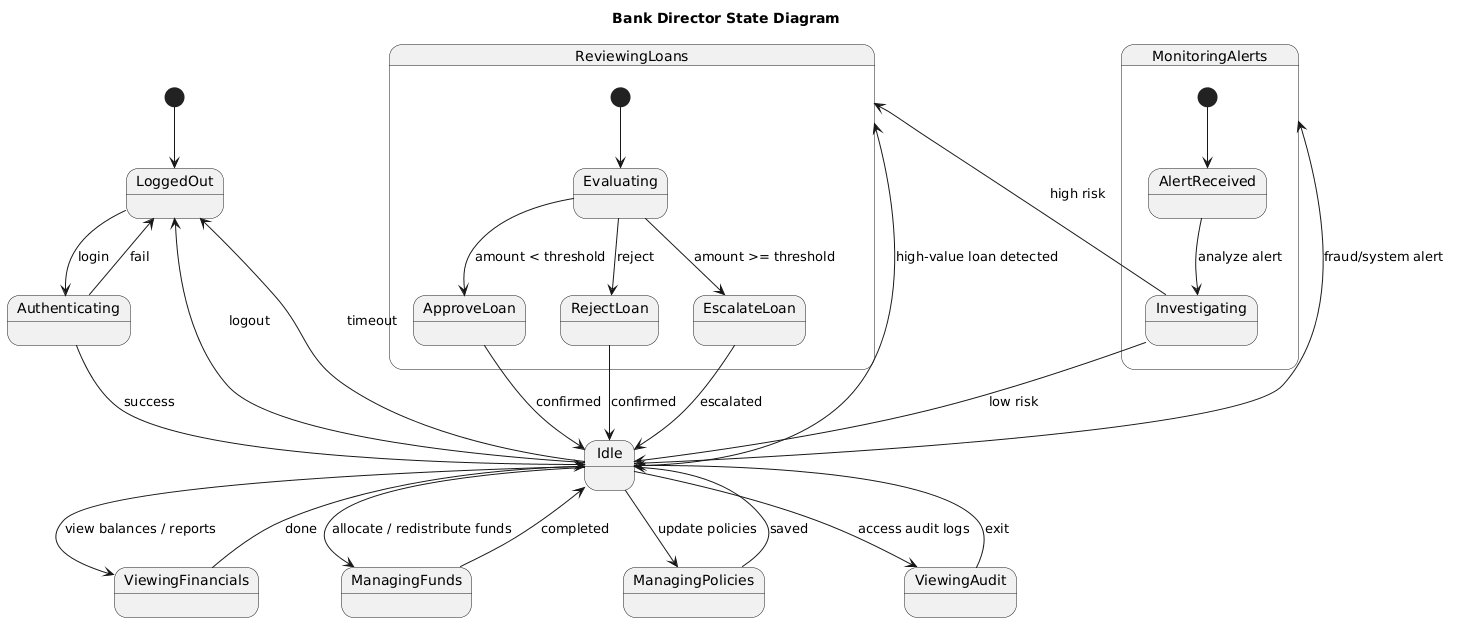 Bank Director State Diagram
ReviewingLoans
MonitoringAlerts
LoggedOut
Evaluating
AlertReceived
high risk
login
fail
amount < threshold
reject
amount >= threshold
high-value loan detected
analyze alert
fraud/system alert
Authenticating
logout
timeout
ApproveLoan
RejectLoan
EscalateLoan
Investigating
success
confirmed
confirmed
escalated
low risk
Idle
view balances / reports
done
allocate / redistribute funds
completed
update policies
saved
access audit logs
exit
ViewingFinancials
ManagingFunds
ManagingPolicies
ViewingAudit